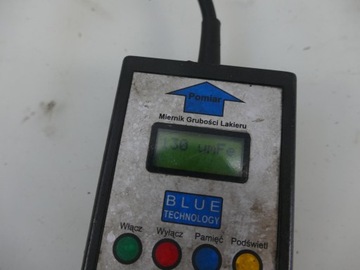 Pomiar
Miernik Grubości Lakieru
BLUE
TECHNOLOGY
Włącz Wyłącz Pamięć Podświetl